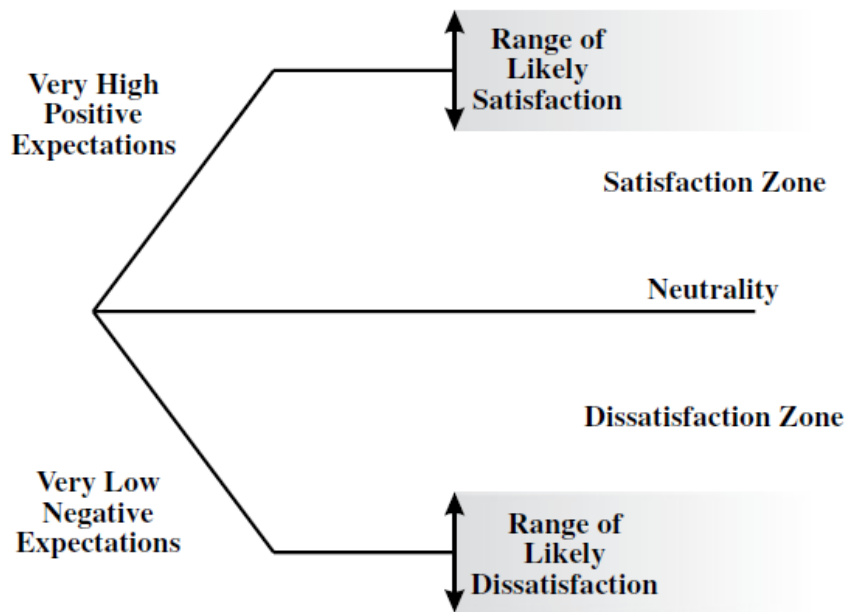 Range of
Likely
Satisfaction
Very High
Positive
Expectations
Satisfaction Zone
Neutrality
Dissatisfaction Zone
Very Low
Negative
Expectations
Range of
Likely
Dissatisfaction